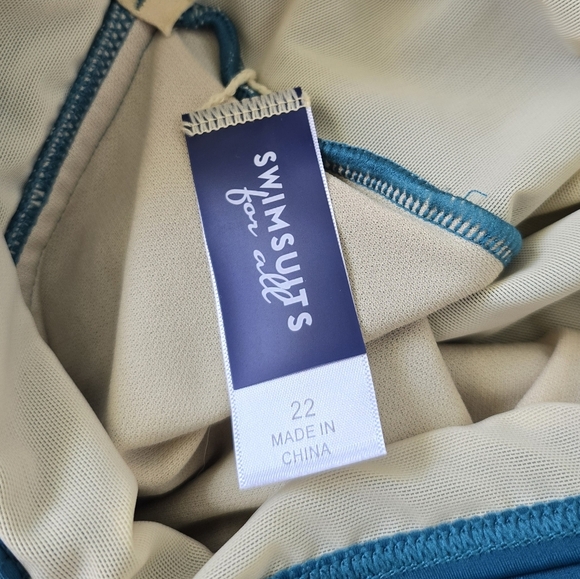 SWIMSUITS
for all
22
MADE IN
CHINA